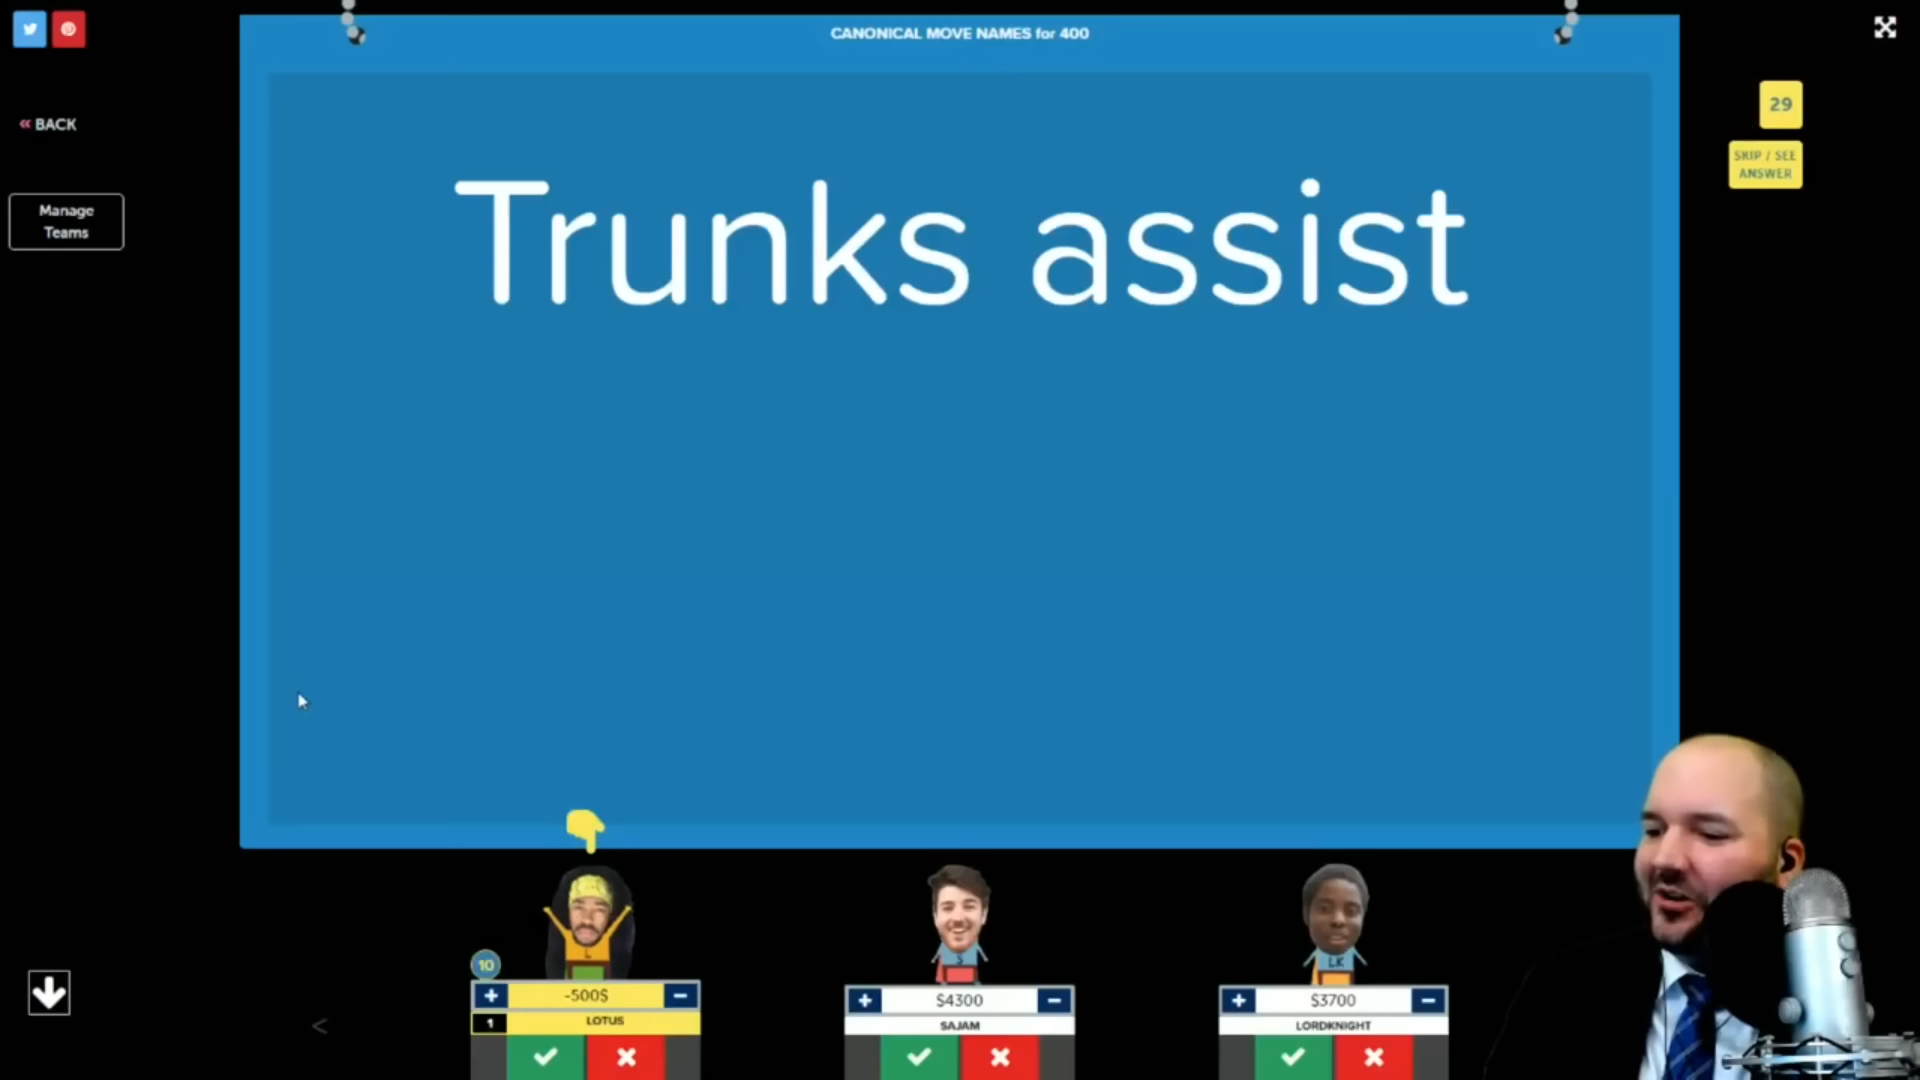 CANONICAL MOVE NAMES for 400
« BACK
29
SKIP / SEE
ANSWER
Manage
Teams
Trunks assist
10
L
S
LK
+ -500$ −
1 LOTUS
+ $4300 −
SAJAM
+ $3700 −
LORDKNIGHT
<